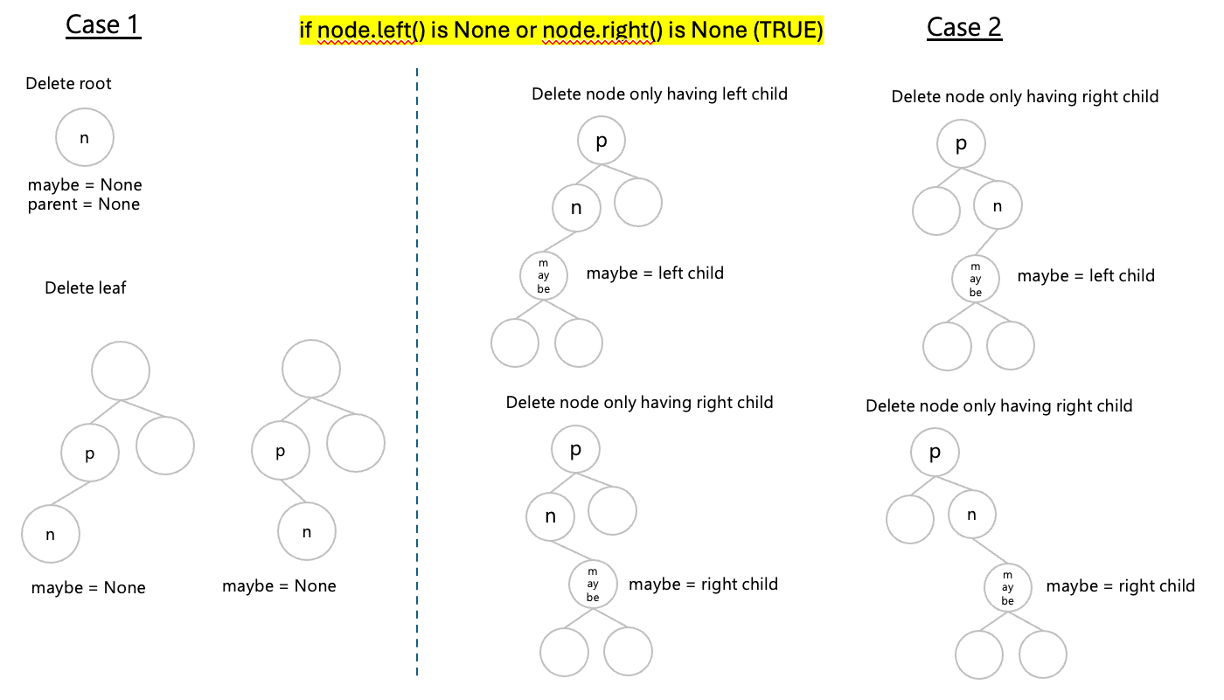 Case 1
if node.left() is None or node.right() is None (TRUE)
Case 2
Delete root
n
maybe = None
parent = None
Delete leaf
p
n
maybe = None
p
n
maybe = None
Delete node only having left child
p
n
m
ay
be
maybe = left child
Delete node only having right child
p
n
m
ay
be
maybe = left child
Delete node only having right child
p
n
m
ay
be
maybe = right child
Delete node only having right child
p
n
m
ay
be
maybe = right child